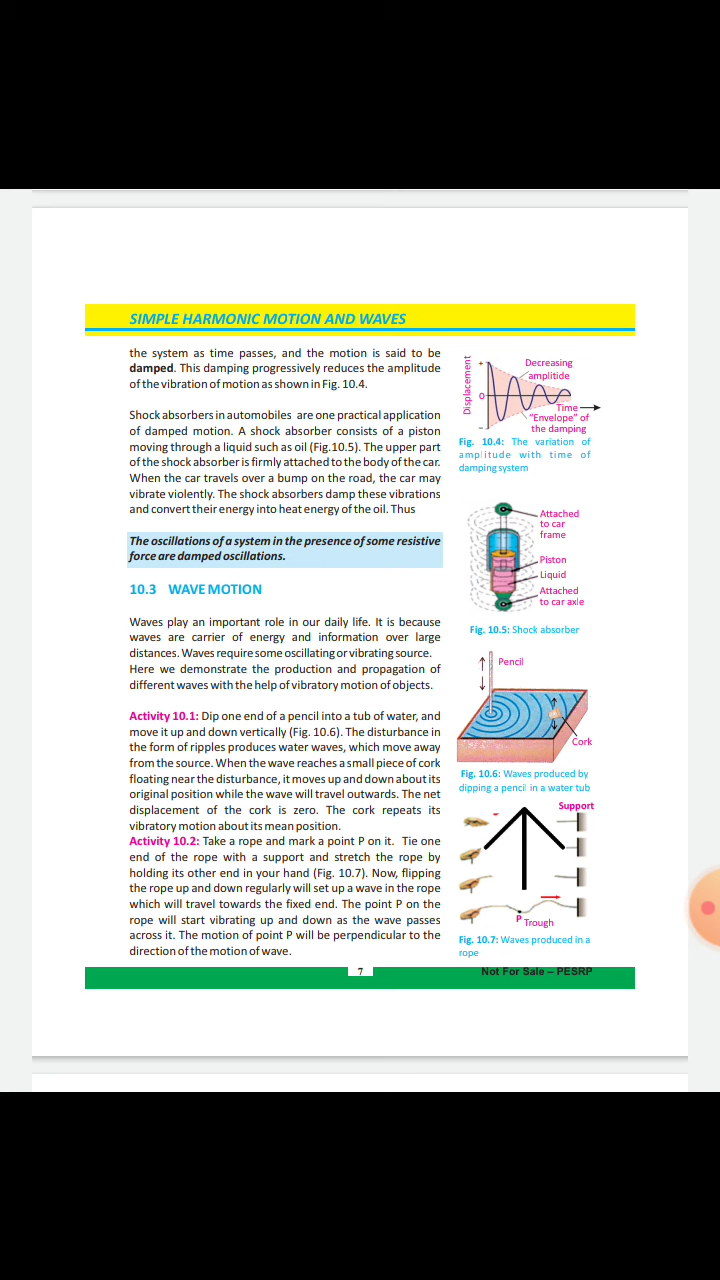 SIMPLE HARMONIC MOTION AND WAVES
the system as time passes, and the motion is said to be
damped. This damping progressively reduces the amplitude
of the vibration of motion as shown in Fig. 10.4.
Shock absorbers in automobiles are one practical application
of damped motion. A shock absorber consists of a piston
moving through a liquid such as oil (Fig.10.5). The upper part
of the shock absorber is firmly attached to the body of the car.
When the car travels over a bump on the road, the car may
vibrate violently. The shock absorbers damp these vibrations
and convert their energy into heat energy of the oil. Thus
The oscillations of a system in the presence of some resistive
force are damped oscillations.
10.3 WAVE MOTION
Waves play an important role in our daily life. It is because
waves are carrier of energy and information over large
distances. Waves require some oscillating or vibrating source.
Here we demonstrate the production and propagation of
different waves with the help of vibratory motion of objects.
Activity 10.1: Dip one end of a pencil into a tub of water, and
move it up and down vertically (Fig. 10.6). The disturbance in
the form of ripples produces water waves, which move away
from the source. When the wave reaches a small piece of cork
floating near the disturbance, it moves up and down about its
original position while the wave will travel outwards. The net
displacement of the cork is zero. The cork repeats its
vibratory motion about its mean position.
Activity 10.2: Take a rope and mark a point P on it. Tie one
end of the rope with a support and stretch the rope by
holding its other end in your hand (Fig. 10.7). Now, flipping
the rope up and down regularly will set up a wave in the rope
which will travel towards the fixed end. The point P on the
rope will start vibrating up and down as the wave passes
across it. The motion of point P will be perpendicular to the
direction of the motion of wave.
Displacement
+
0
–
Decreasing
amplitide
Time
"Envelope" of
the damping
Fig. 10.4: The variation of
amplitude with time of
damping system
Attached
to car
frame
Piston
Liquid
Attached
to car axle
Fig. 10.5: Shock absorber
Pencil
Cork
Fig. 10.6: Waves produced by
dipping a pencil in a water tub
Support
P
Trough
Fig. 10.7: Waves produced in a
rope
7
Not For Sale – PESRP